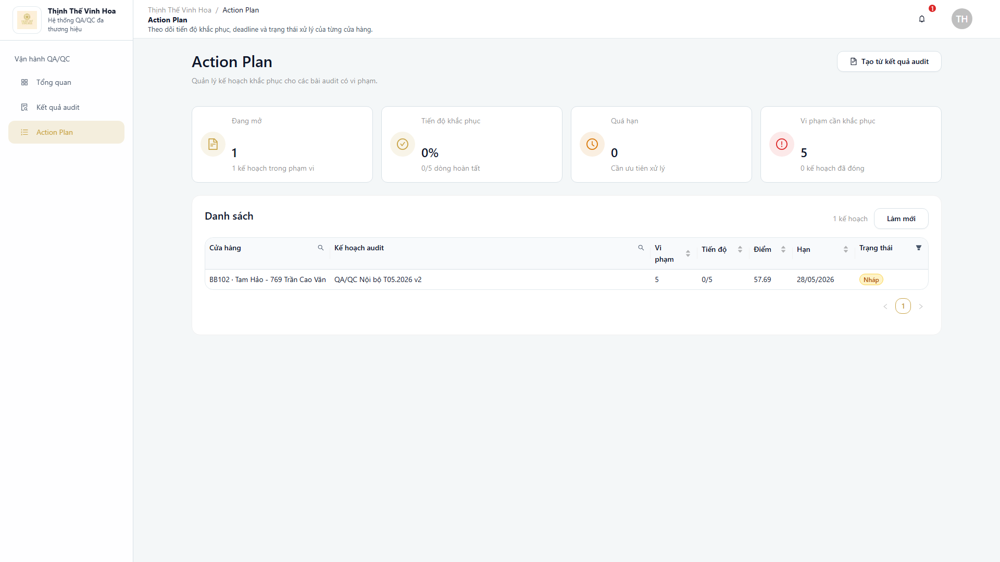 Thịnh Thế Vinh Hoa
Hệ thống QA/QC đa
thương hiệu
Vận hành QA/QC
Tổng quan
Kết quả audit
Action Plan
Thịnh Thế Vinh Hoa / Action Plan
Action Plan
Theo dõi tiến độ khắc phục, deadline và trạng thái xử lý của từng cửa hàng.
1
TH
Action Plan
Quản lý kế hoạch khắc phục cho các bài audit có vi phạm.
Tạo từ kết quả audit
Đang mở
1
1 kế hoạch trong phạm vi
Tiến độ khắc phục
0%
0/5 dòng hoàn tất
Quá hạn
0
Cần ưu tiên xử lý
Vi phạm cần khắc phục
5
0 kế hoạch đã đóng
Danh sách
1 kế hoạch
Làm mới
Cửa hàng Kế hoạch audit Vi phạm Tiến độ Điểm Hạn Trạng thái
BB102 · Tam Hảo - 769 Trần Cao Vân QA/QC Nội bộ T05.2026 v2 5 0/5 57.69 28/05/2026 Nháp
< 1 >